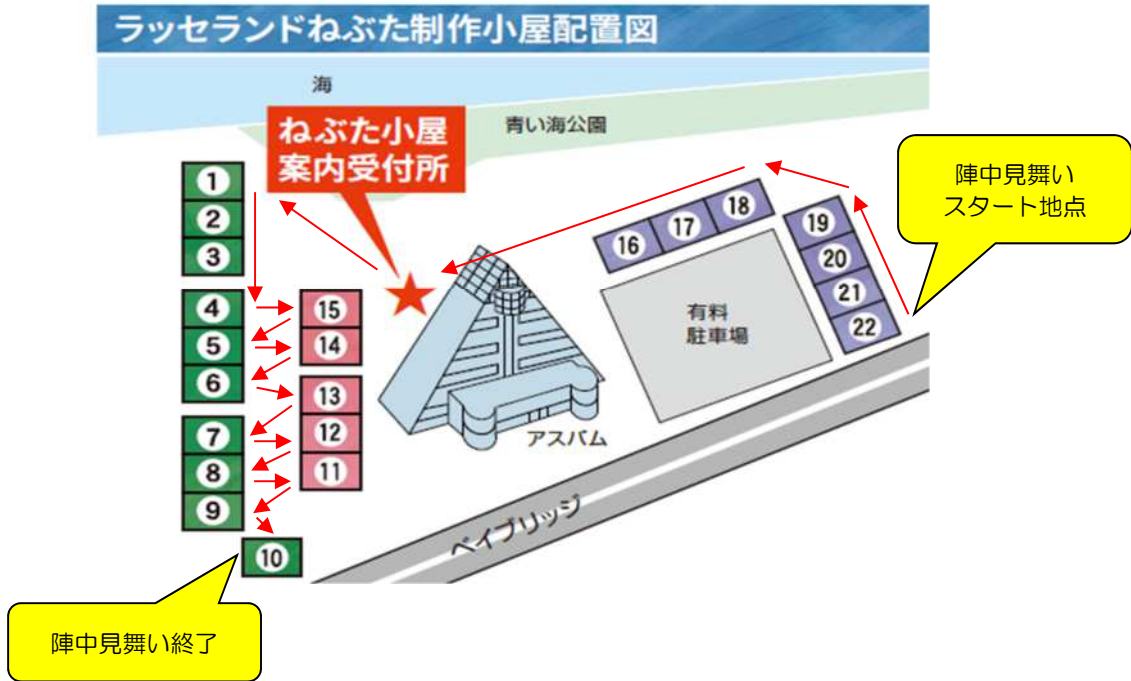 ラッセランドねぶた制作小屋配置図
海
ねぶた小屋
案内受付所
青い海公園
陣中見舞い
スタート地点
1
2
3
4
5
6
7
8
9
10
15
14
13
12
11
16
17
18
19
20
21
22
有料
駐車場
アスパム
ベイブリッジ
陣中見舞い終了